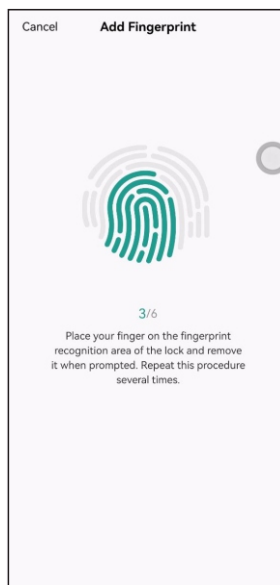 Cancel Add Fingerprint
3/6
Place your finger on the fingerprint
recognition area of the lock and remove
it when prompted. Repeat this procedure
several times.